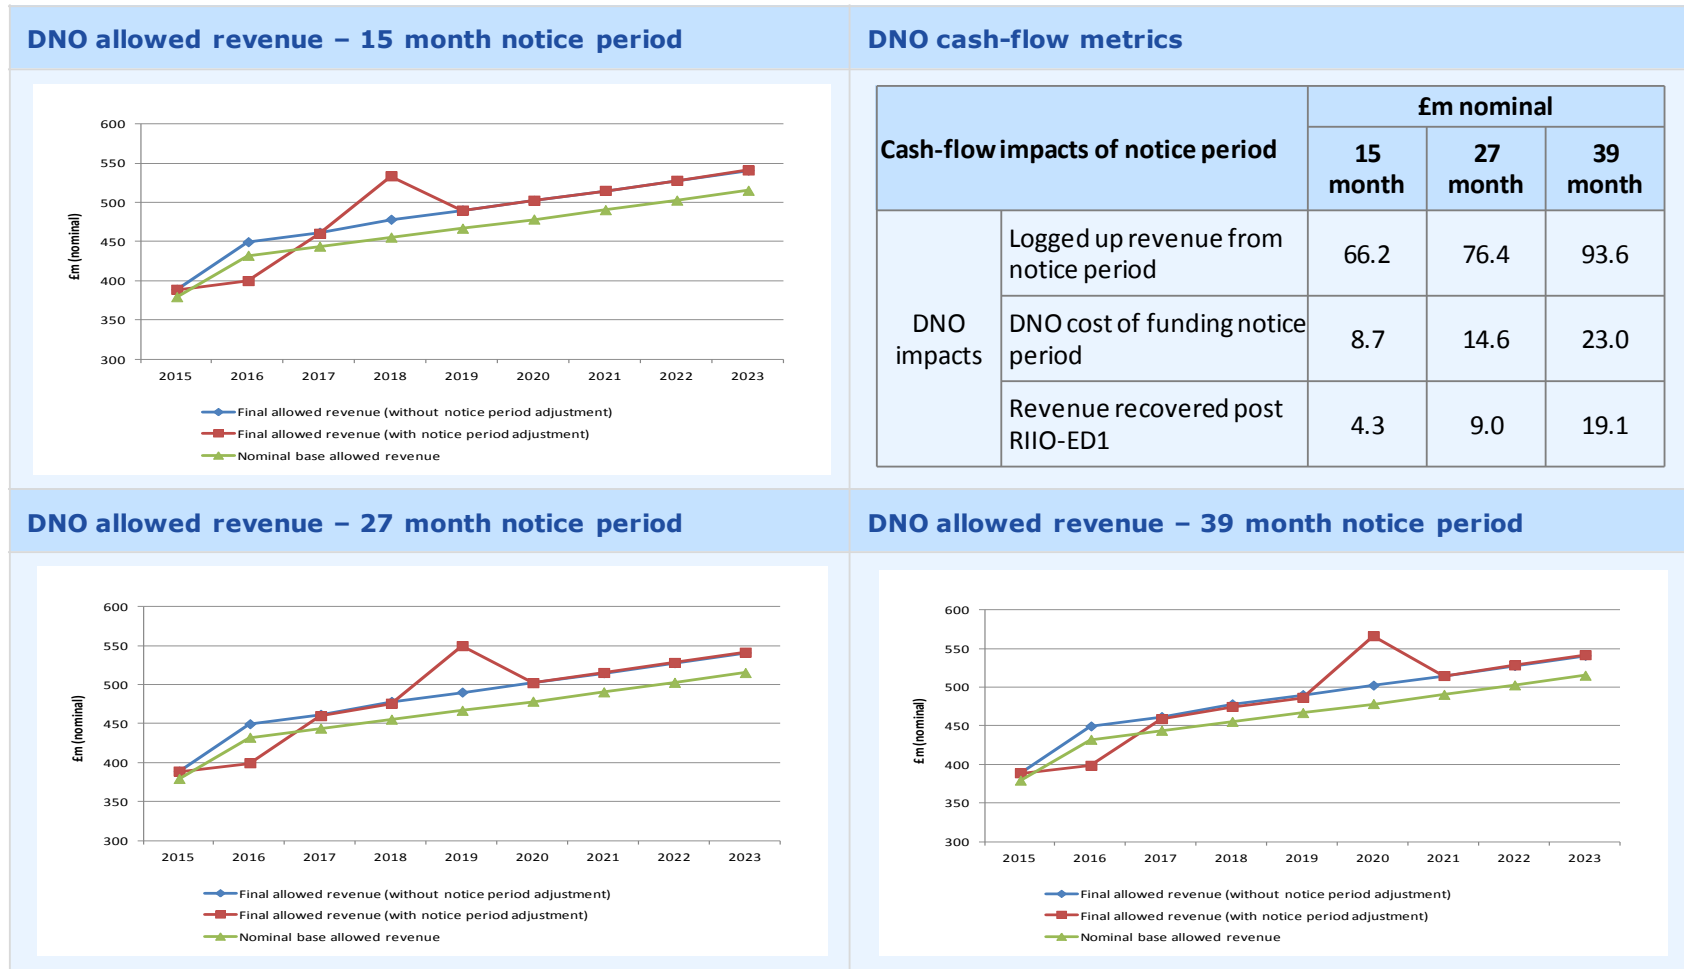 DNO allowed revenue – 15 month notice period
£m (nominal)
600
550
500
450
400
350
300
2015 2016 2017 2018 2019 2020 2021 2022 2023
Final allowed revenue (without notice period adjustment)
Final allowed revenue (with notice period adjustment)
Nominal base allowed revenue
DNO cash-flow metrics
Cash-flow impacts of notice period
£m nominal
15 month
27 month
39 month
DNO impacts
Logged up revenue from
notice period
66.2 76.4 93.6
DNO cost of funding notice
period
8.7 14.6 23.0
Revenue recovered post
RIIO-ED1
4.3 9.0 19.1
DNO allowed revenue – 27 month notice period
£m (nominal)
600
550
500
450
400
350
300
2015 2016 2017 2018 2019 2020 2021 2022 2023
Final allowed revenue (without notice period adjustment)
Final allowed revenue (with notice period adjustment)
Nominal base allowed revenue
DNO allowed revenue – 39 month notice period
£m (nominal)
600
550
500
450
400
350
300
2015 2016 2017 2018 2019 2020 2021 2022 2023
Final allowed revenue (without notice period adjustment)
Final allowed revenue (with notice period adjustment)
Nominal base allowed revenue